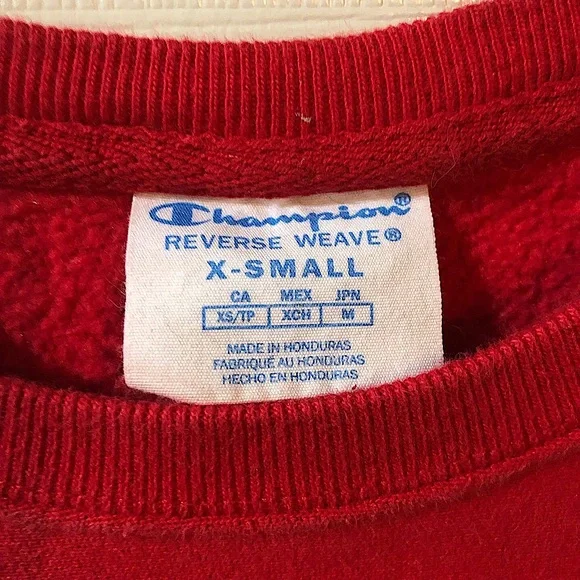 Champion®
REVERSE WEAVE®
X-SMALL
CA MEX JPN
XS/TP XCH M
MADE IN HONDURAS
FABRIQUÉ AU HONDURAS
HECHO EN HONDURAS